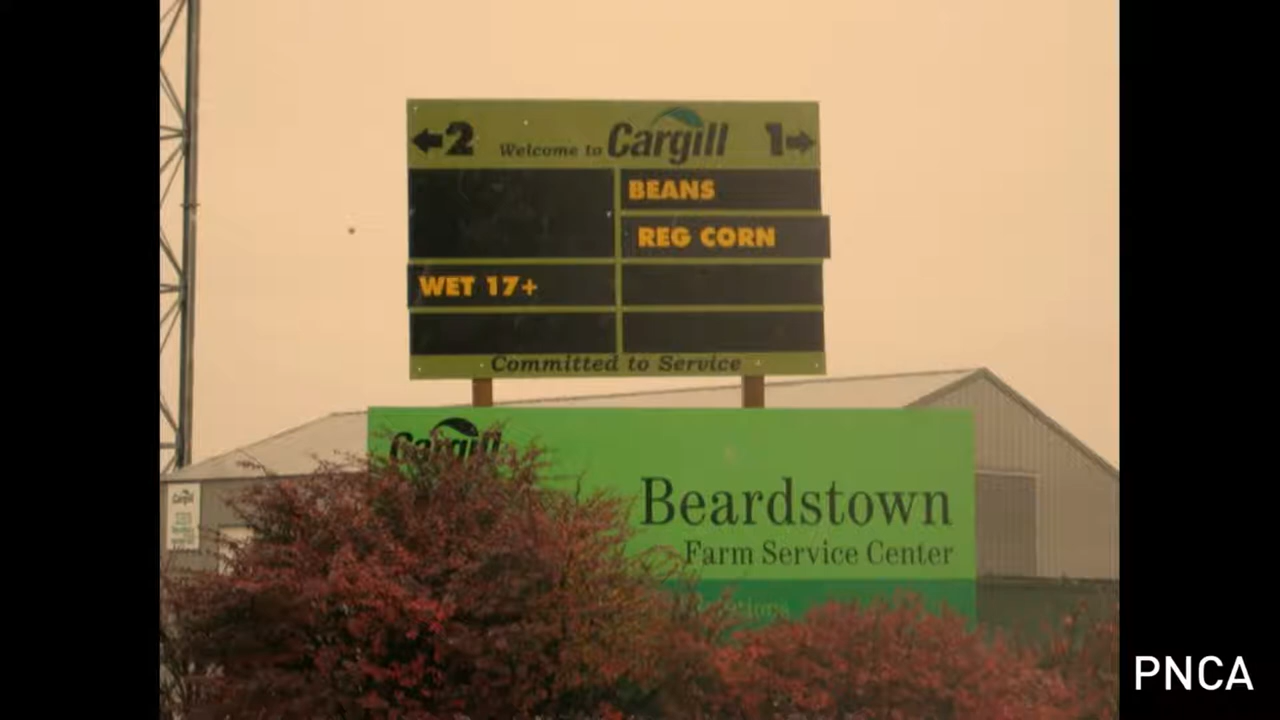 2 Welcome to Cargill 1
BEANS
REG CORN
WET 17+
Committed to Service
Cargill
Beardstown
Farm Service Center
Cargill
PNCA